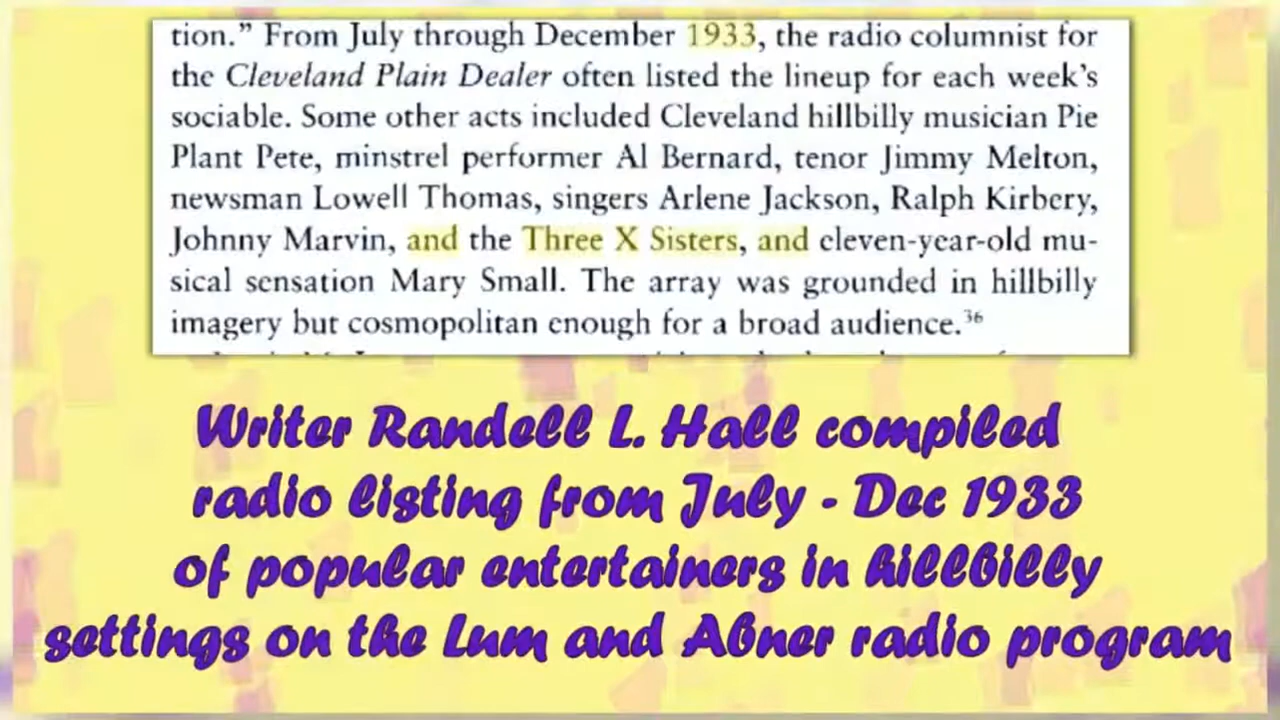 tion.” From July through December 1933, the radio columnist for
the Cleveland Plain Dealer often listed the lineup for each week’s
sociable. Some other acts included Cleveland hillbilly musician Pie
Plant Pete, minstrel performer Al Bernard, tenor Jimmy Melton,
newsman Lowell Thomas, singers Arlene Jackson, Ralph Kirbery,
Johnny Marvin, and the Three X Sisters, and eleven-year-old mu-
sical sensation Mary Small. The array was grounded in hillbilly
imagery but cosmopolitan enough for a broad audience.36
Writer Randell L. Hall compiled
radio listing from July - Dec 1933
of popular entertainers in hillbilly
settings on the Lum and Abner radio program